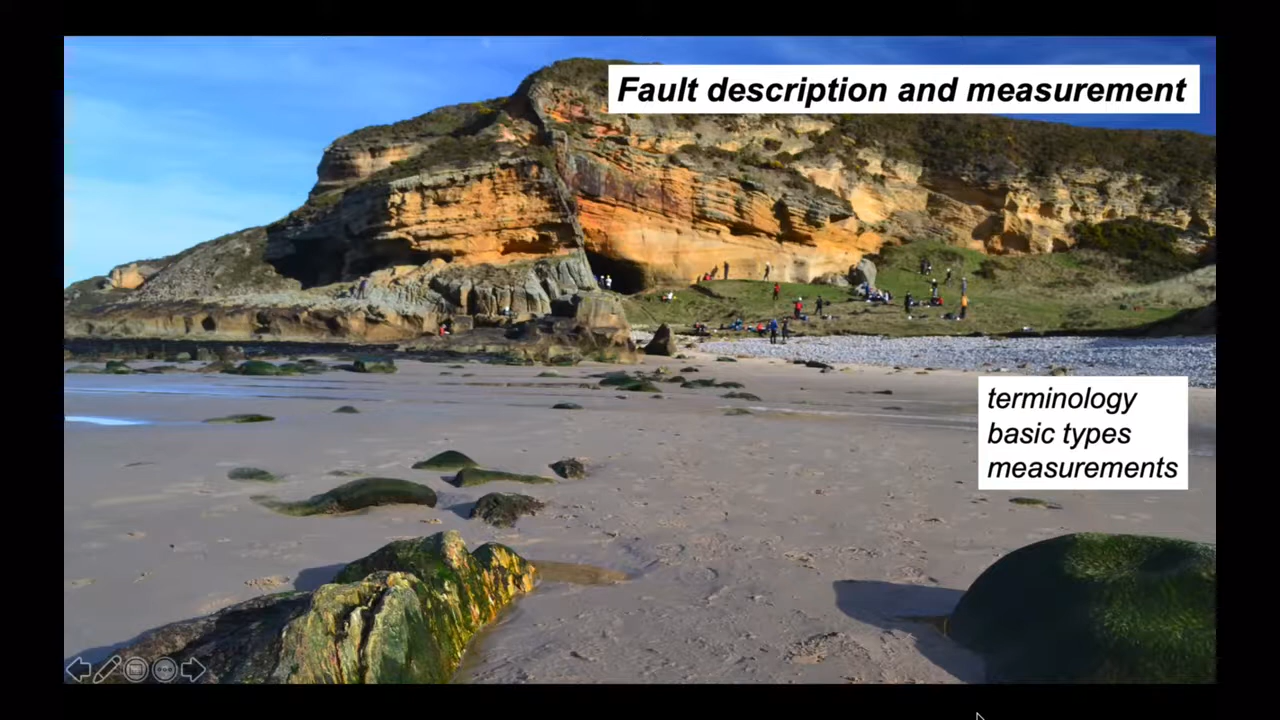 Fault description and measurement
terminology
basic types
measurements